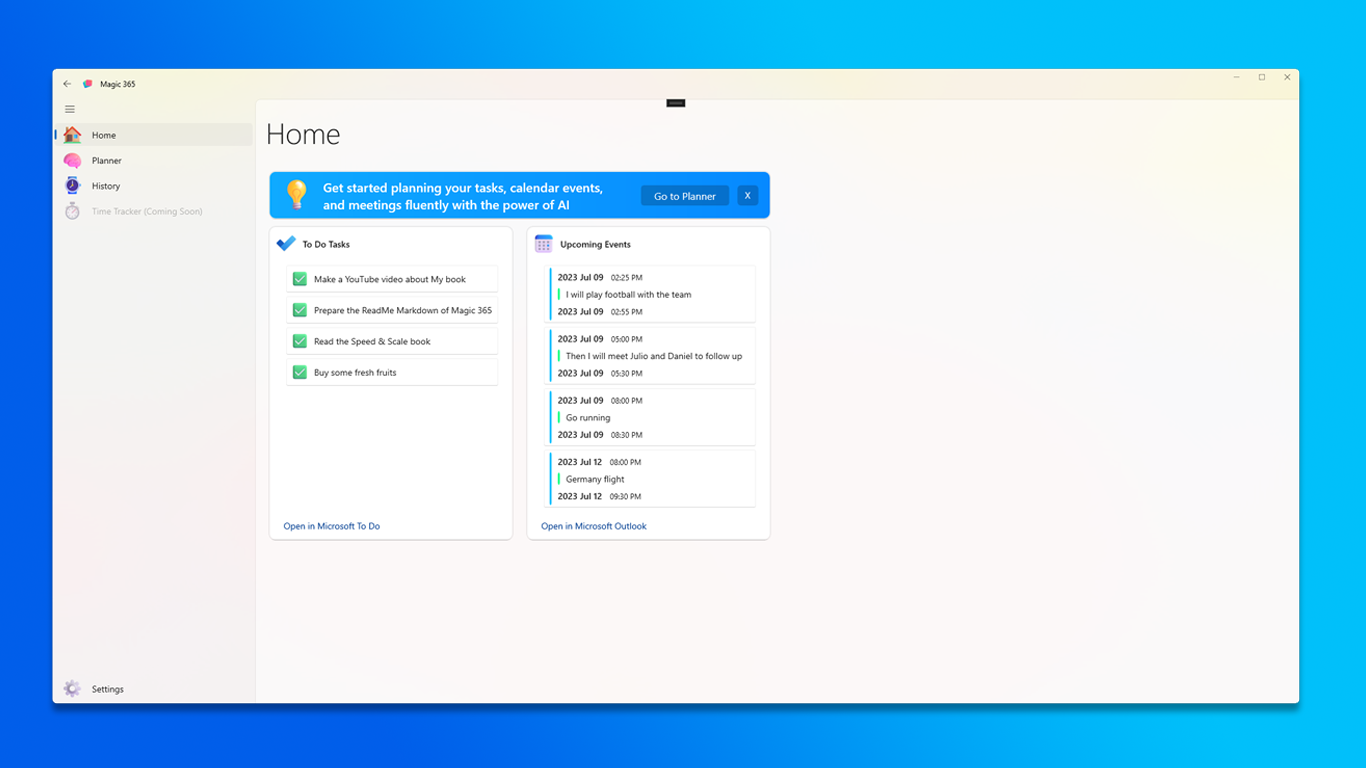 Magic 365
Home
Planner
History
Time Tracker (Coming Soon)
Settings
Home
Get started planning your tasks, calendar events,
and meetings fluently with the power of AI
Go to Planner
X
To Do Tasks
Make a YouTube video about My book
Prepare the ReadMe Markdown of Magic 365
Read the Speed & Scale book
Buy some fresh fruits
Open in Microsoft To Do
Upcoming Events
2023 Jul 09 02:25 PM
I will play football with the team
2023 Jul 09 02:55 PM
2023 Jul 09 05:00 PM
Then I will meet Julio and Daniel to follow up
2023 Jul 09 05:30 PM
2023 Jul 09 08:00 PM
Go running
2023 Jul 09 08:30 PM
2023 Jul 12 08:00 PM
Germany flight
2023 Jul 12 09:30 PM
Open in Microsoft Outlook